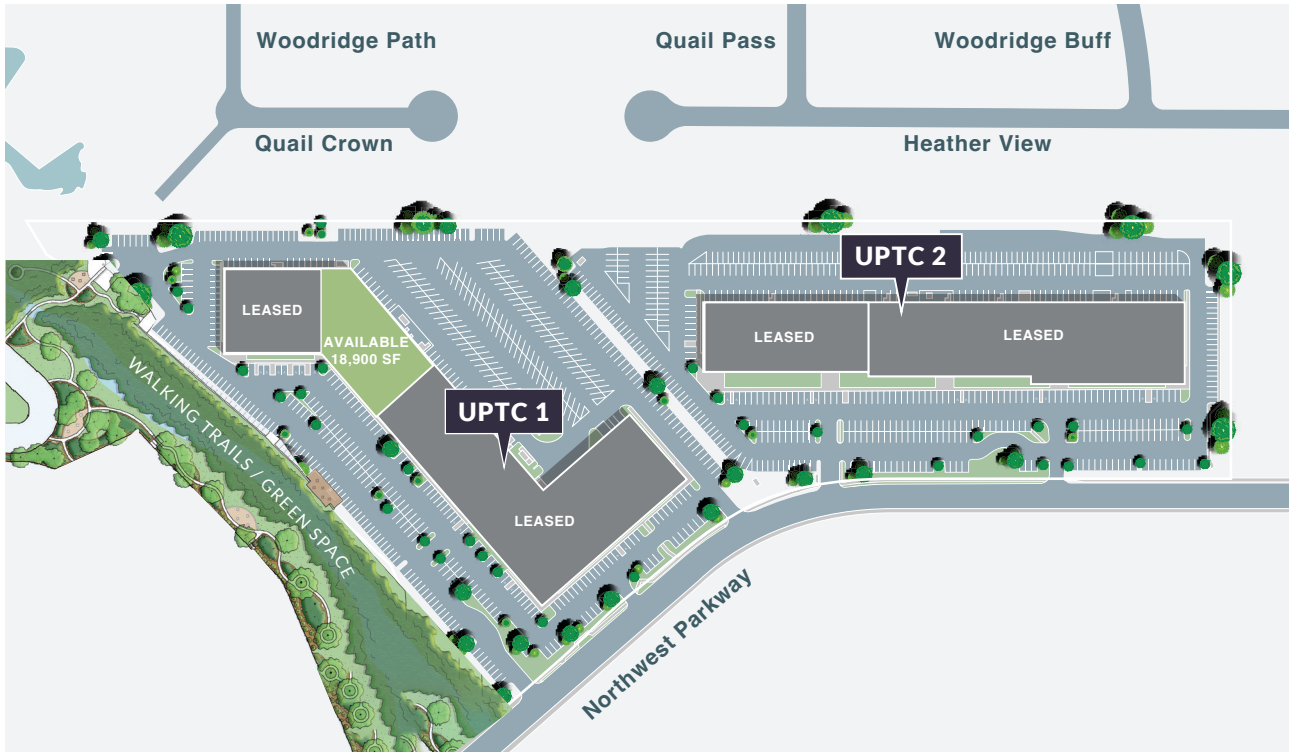 Woodridge Path
Quail Pass
Woodridge Buff
Quail Crown
Heather View
UPTC 2
LEASED
AVAILABLE
18,900 SF
LEASED
LEASED
UPTC 1
WALKING TRAILS / GREEN SPACE
LEASED
Northwest Parkway